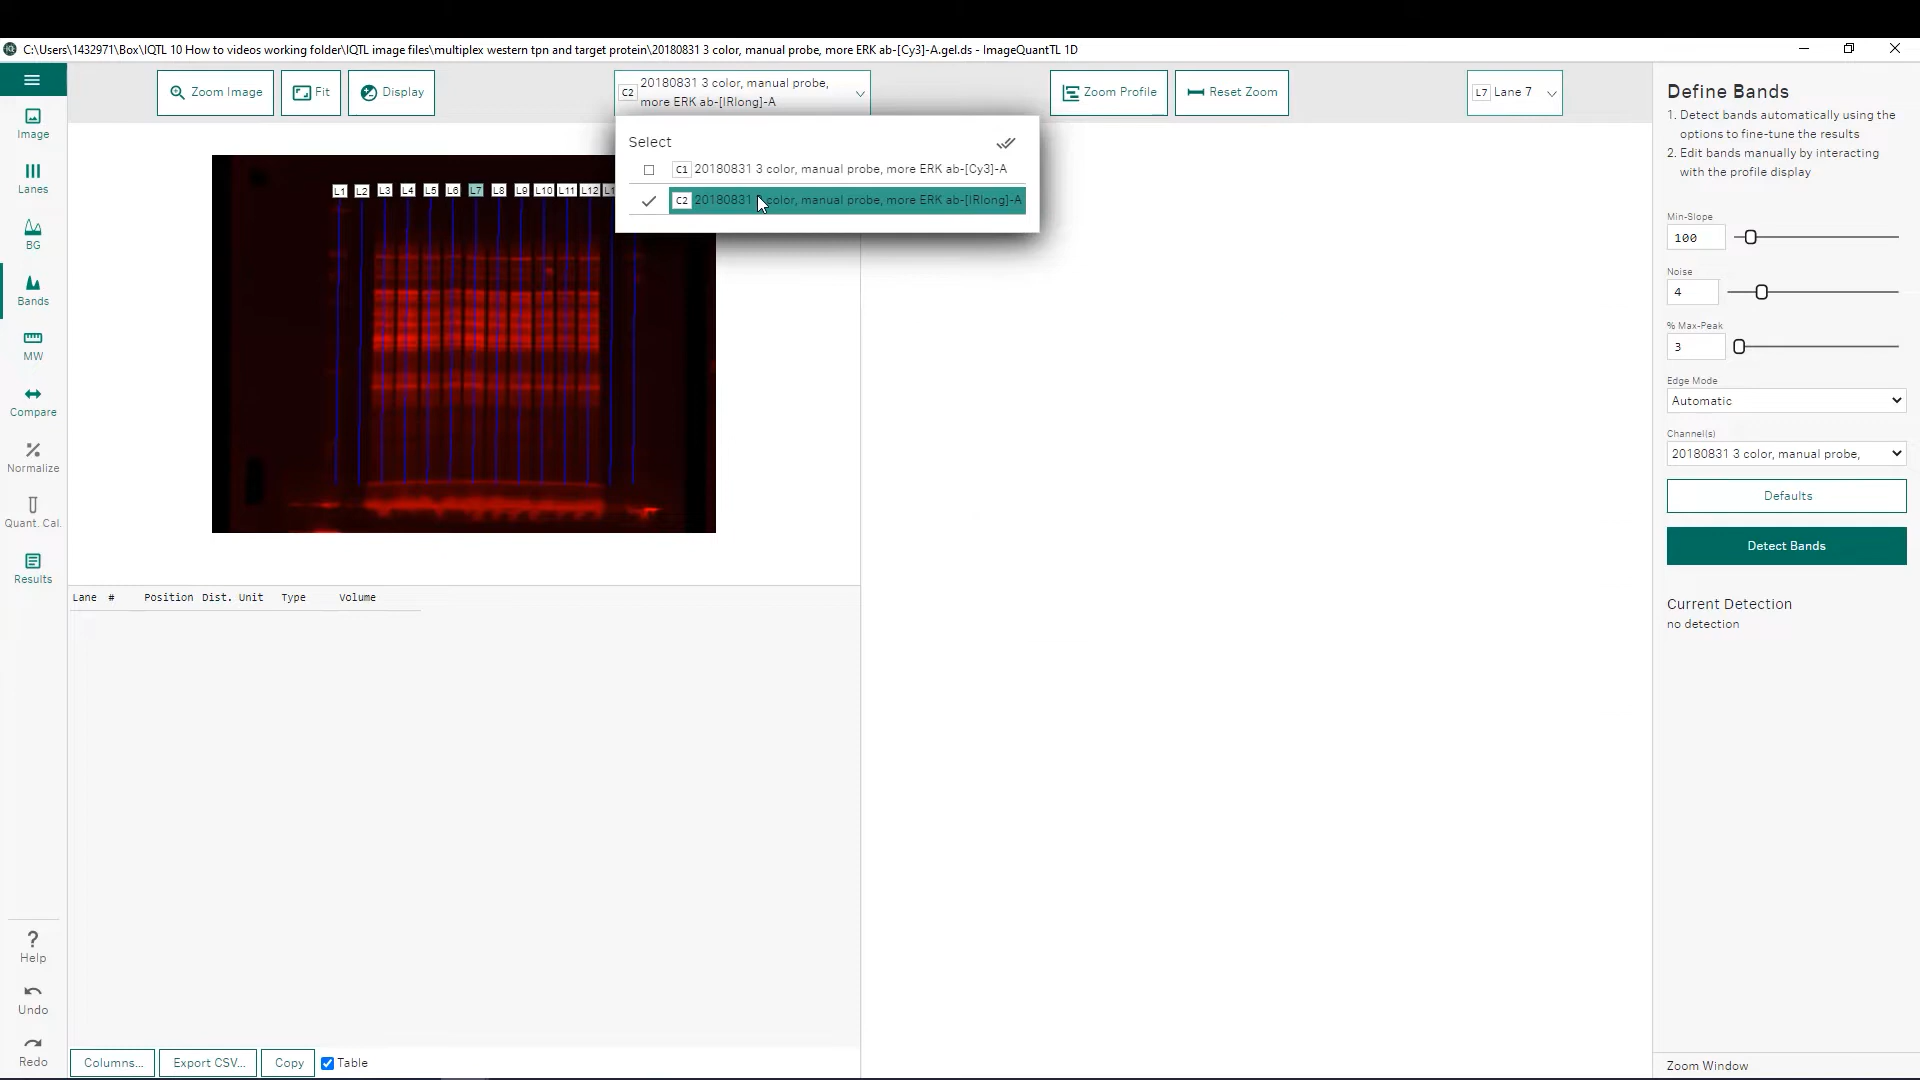 C:\Users\1432971\Box\IQTL 10 How to videos working folder\IQTL image files\multiplex western tpn and target protein\20180831 3 color, manual probe, more ERK ab-[Cy3]-A.gel.ds - ImageQuantTL 1D
Zoom Image
Fit
Display
C2
20180831 3 color, manual probe,
more ERK ab-[IRlong]-A
Zoom Profile
Reset Zoom
L7 Lane 7
Select
C1 20180831 3 color, manual probe, more ERK ab-[Cy3]-A
C2 20180831 color, manual probe, more ERK ab-[IRlong]-A
Image
Lanes
BG
Bands
MW
Compare
Normalize
Quant. Cal.
Results
Help
Undo
Redo
L1 L2 L3 L4 L5 L6 L7 L8 L9 L10 L11 L12
Lane # Position Dist. Unit Type Volume
Columns...
Export CSV...
Copy
Table
Define Bands
1. Detect bands automatically using the
options to fine-tune the results
2. Edit bands manually by interacting
with the profile display
Min-Slope
100
Noise
4
% Max-Peak
3
Edge Mode
Automatic
Channel(s)
20180831 3 color, manual probe,
Defaults
Detect Bands
Current Detection
no detection
Zoom Window